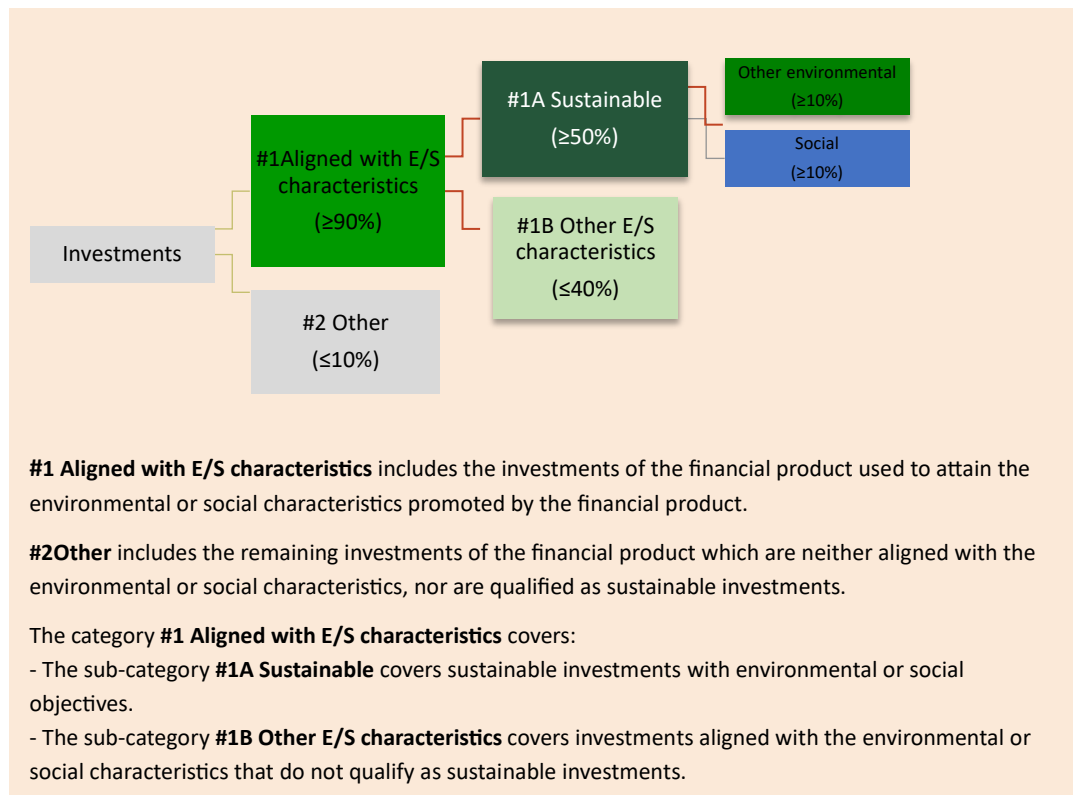 Investments
#1Aligned with E/S
characteristics
(≥90%)
#2 Other
(≤10%)
#1A Sustainable
(≥50%)
#1B Other E/S
characteristics
(≤40%)
Other environmental
(≥10%)
Social
(≥10%)
#1 Aligned with E/S characteristics includes the investments of the financial product used to attain the
environmental or social characteristics promoted by the financial product.
#2Other includes the remaining investments of the financial product which are neither aligned with the
environmental or social characteristics, nor are qualified as sustainable investments.
The category #1 Aligned with E/S characteristics covers:
- The sub-category #1A Sustainable covers sustainable investments with environmental or social
objectives.
- The sub-category #1B Other E/S characteristics covers investments aligned with the environmental or
social characteristics that do not qualify as sustainable investments.